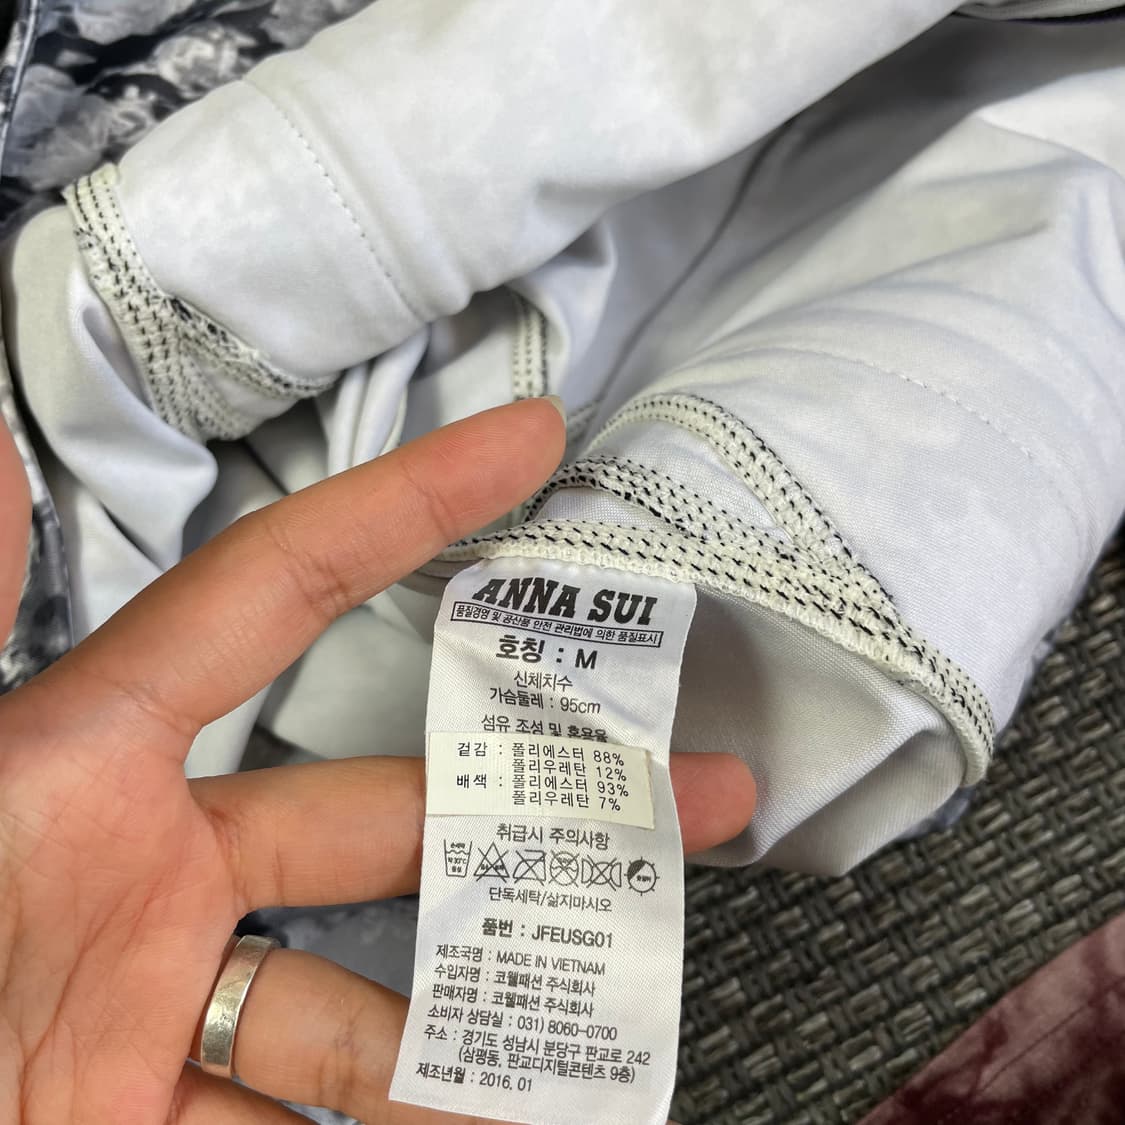 ANNA SUI
품질경영 및 공산품 안전 관리법에 의한 품질표시
호칭 : M
신체치수
가슴둘레 : 95cm
섬유 조성 및 혼용율
겉감 : 폴리에스터 88%
폴리우레탄 12%
배색 : 폴리에스터 93%
폴리우레탄 7%
취급시 주의사항
약 30℃
중성
단독세탁/삶지마시오
품번 : JFEUSG01
제조국명 : MADE IN VIETNAM
수입자명 : 코웰패션 주식회사
판매자명 : 코웰패션 주식회사
소비자 상담실 : 031) 8060-0700
주소 : 경기도 성남시 분당구 판교로 242
(삼평동, 판교디지털콘텐츠 9층)
제조년월 : 2016. 01